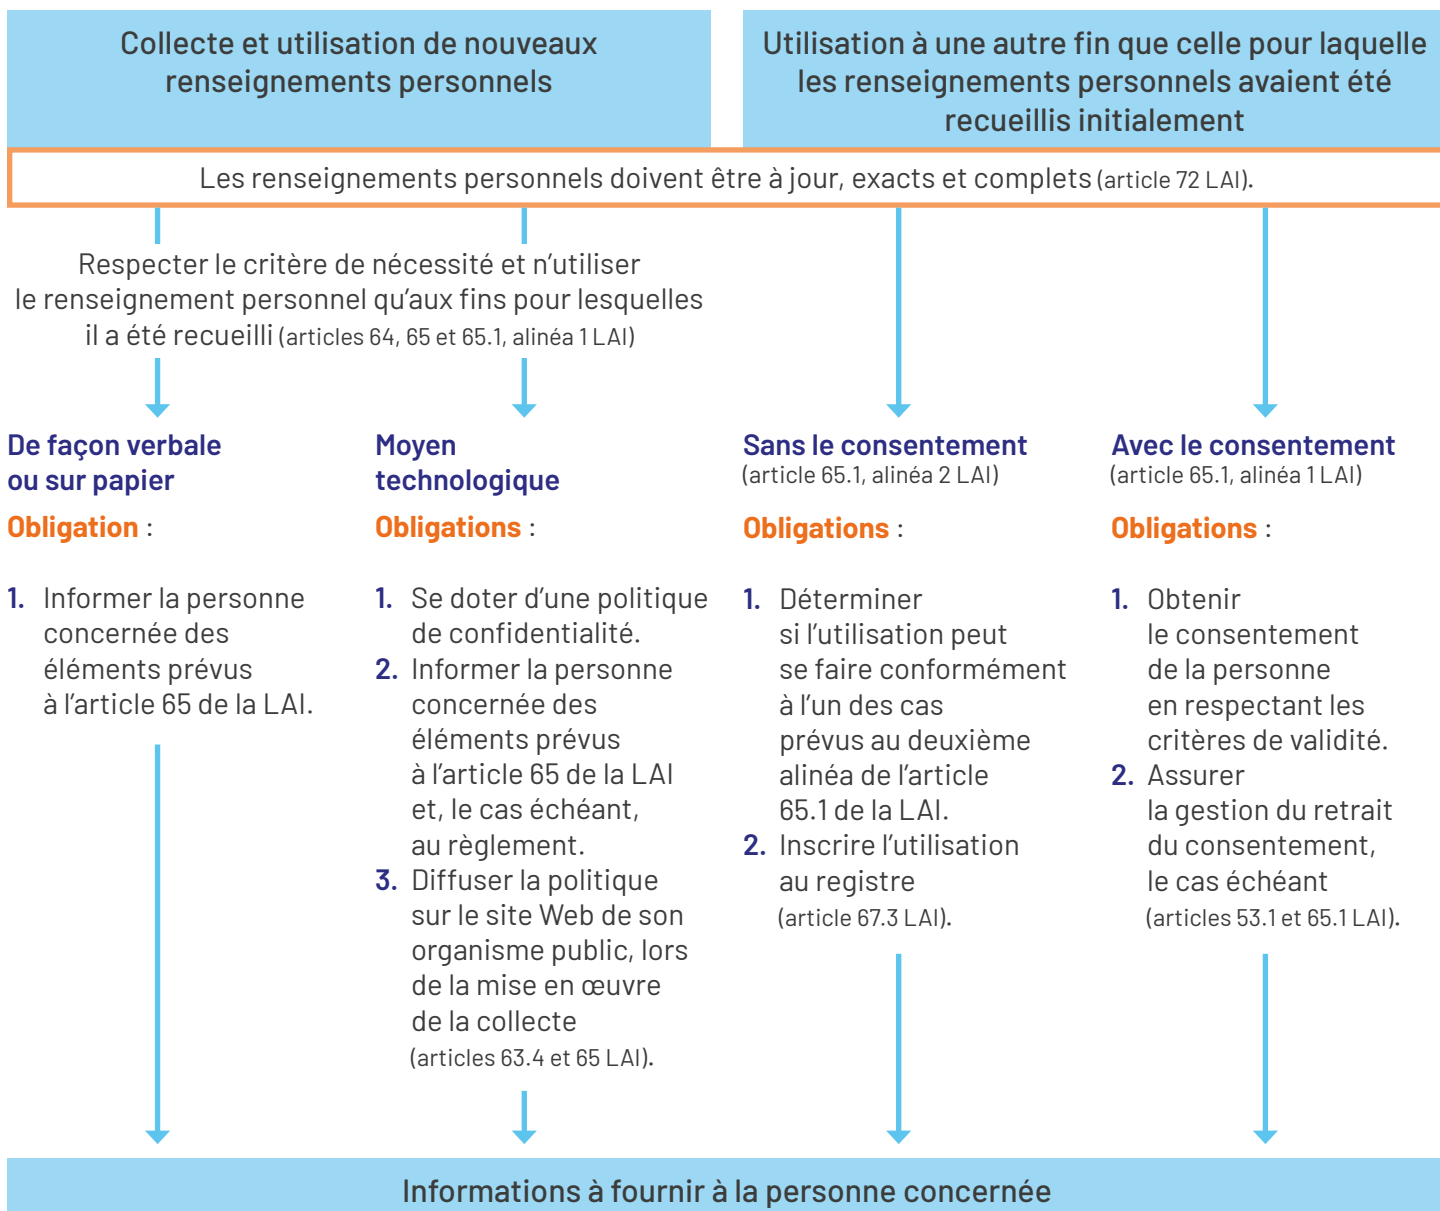 Collecte et utilisation de nouveaux
renseignements personnels
Utilisation à une autre fin que celle pour laquelle
les renseignements personnels avaient été
recueillis initialement
Les renseignements personnels doivent être à jour, exacts et complets (article 72 LAI).
Respecter le critère de nécessité et n’utiliser
le renseignement personnel qu’aux fins pour lesquelles
il a été recueilli (articles 64, 65 et 65.1, alinéa 1 LAI)
De façon verbale
ou sur papier
Obligation :
1. Informer la personne
concernée des
éléments prévus
à l’article 65 de la LAI.
Moyen
technologique
Obligations :
1. Se doter d’une politique
de confidentialité.
2. Informer la personne
concernée des
éléments prévus
à l’article 65 de la LAI
et, le cas échéant,
au règlement.
3. Diffuser la politique
sur le site Web de son
organisme public, lors
de la mise en œuvre
de la collecte
(articles 63.4 et 65 LAI).
Sans le consentement
(article 65.1, alinéa 2 LAI)
Obligations :
1. Déterminer
si l’utilisation peut
se faire conformément
à l’un des cas
prévus au deuxième
alinéa de l’article
65.1 de la LAI.
2. Inscrire l’utilisation
au registre
(article 67.3 LAI).
Avec le consentement
(article 65.1, alinéa 1 LAI)
Obligations :
1. Obtenir
le consentement
de la personne
en respectant les
critères de validité.
2. Assurer
la gestion du retrait
du consentement,
le cas échéant
(articles 53.1 et 65.1 LAI).
Informations à fournir à la personne concernée